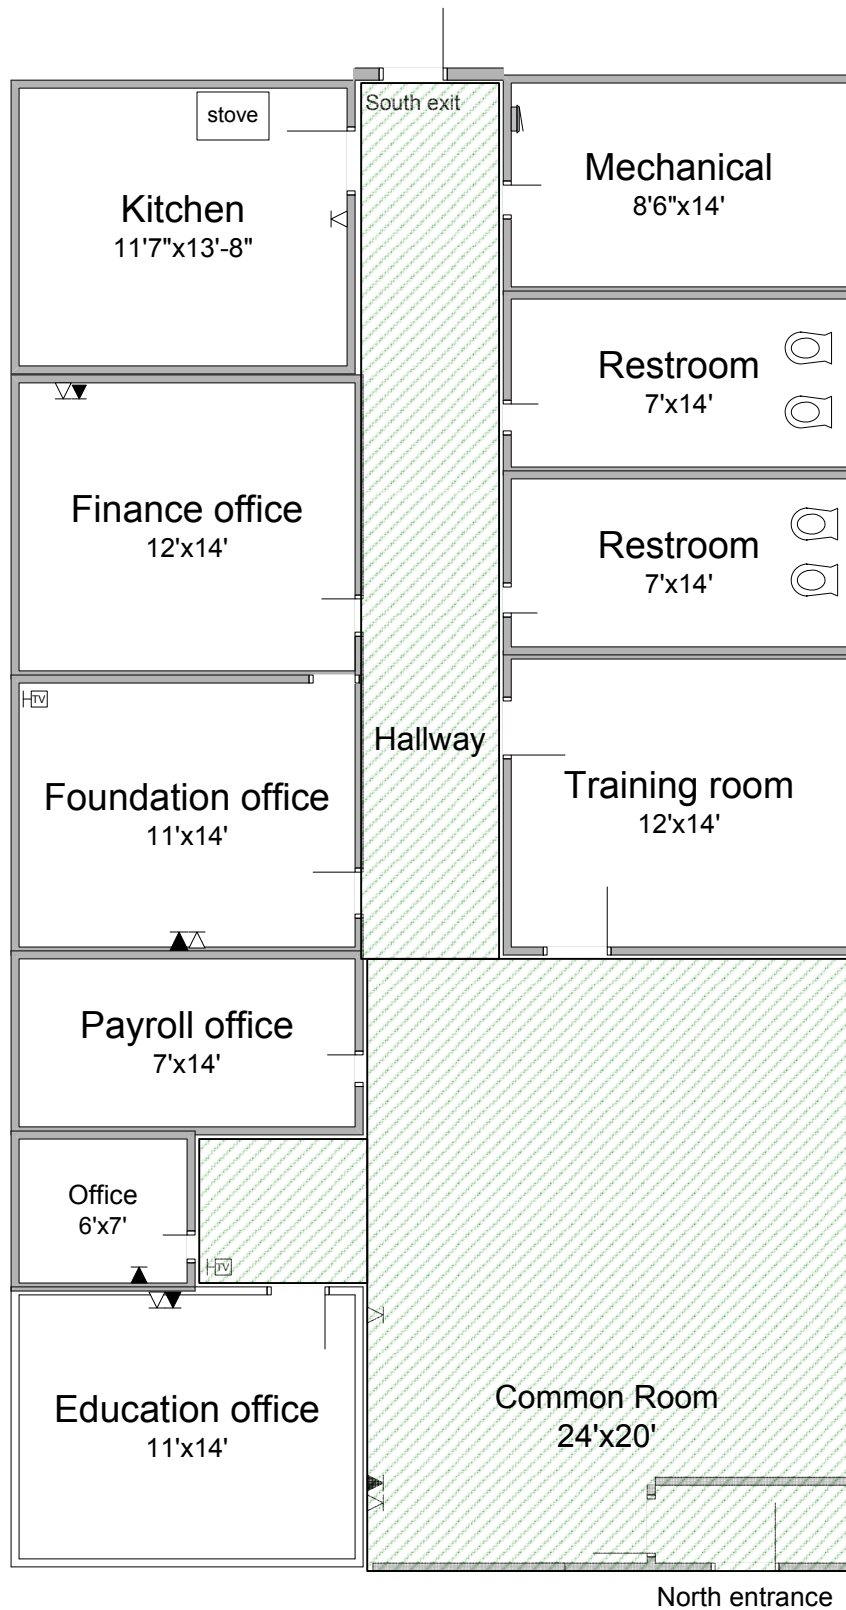 South exit
stove
Kitchen
11'7"x13'-8"
Mechanical
8'6"x14'
Restroom
7'x14'
Finance office
12'x14'
Restroom
7'x14'
TV
Hallway
Foundation office
11'x14'
Training room
12'x14'
Payroll office
7'x14'
Office
6'x7'
TV
Education office
11'x14'
Common Room
24'x20'
North entrance